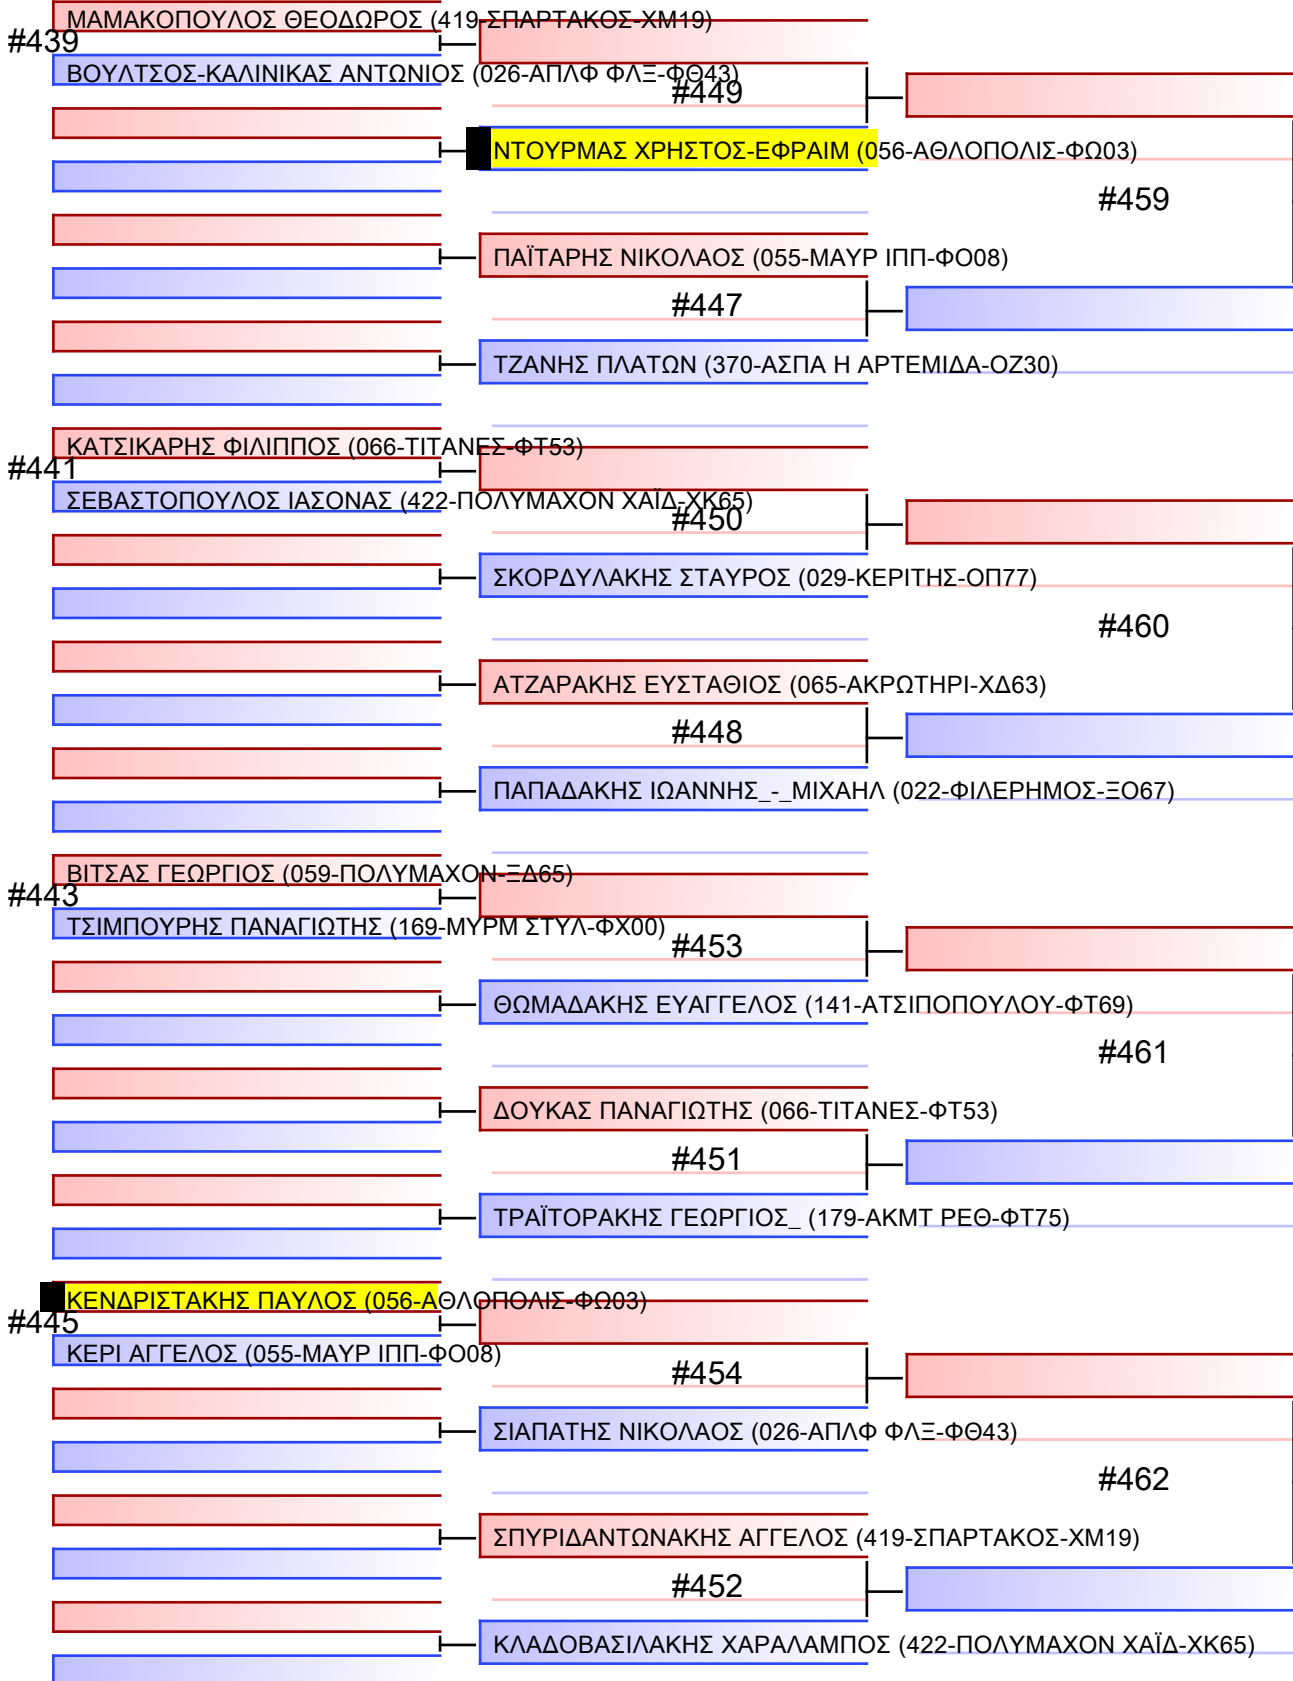 ΜΑΜΑΚΟΠΟΥΛΟΣ ΘΕΟΔΩΡΟΣ (419-ΣΠΑΡΤΑΚΟΣ-ΧΜ19)
#439
ΒΟΥΛΤΣΟΣ-ΚΑΛΙΝΙΚΑΣ ΑΝΤΩΝΙΟΣ (026-ΑΠΛΦ ΦΛΞ-ΦΘ43)
#449
ΝΤΟΥΡΜΑΣ ΧΡΗΣΤΟΣ-ΕΦΡΑΙΜ (056-ΑΘΛΟΠΟΛΙΣ-ΦΩ03)
#459
ΠΑΪΤΑΡΗΣ ΝΙΚΟΛΑΟΣ (055-ΜΑΥΡ ΙΠΠ-ΦΟ08)
#447
ΤΖΑΝΗΣ ΠΛΑΤΩΝ (370-ΑΣΠΑ Η ΑΡΤΕΜΙΔΑ-ΟΖ30)
ΚΑΤΣΙΚΑΡΗΣ ΦΙΛΙΠΠΟΣ (066-ΤΙΤΑΝΕΣ-ΦΤ53)
#441
ΣΕΒΑΣΤΟΠΟΥΛΟΣ ΙΑΣΟΝΑΣ (422-ΠΟΛΥΜΑΧΟΝ ΧΑΪΔ-ΧΚ65)
#450
ΣΚΟΡΔΥΛΑΚΗΣ ΣΤΑΥΡΟΣ (029-ΚΕΡΙΤΗΣ-ΟΠ77)
#460
ΑΤΖΑΡΑΚΗΣ ΕΥΣΤΑΘΙΟΣ (065-ΑΚΡΩΤΗΡΙ-ΧΔ63)
#448
ΠΑΠΑΔΑΚΗΣ ΙΩΑΝΝΗΣ_-_ΜΙΧΑΗΛ (022-ΦΙΛΕΡΗΜΟΣ-ΞΟ67)
ΒΙΤΣΑΣ ΓΕΩΡΓΙΟΣ (059-ΠΟΛΥΜΑΧΟΝ-ΞΔ65)
#443
ΤΣΙΜΠΟΥΡΗΣ ΠΑΝΑΓΙΩΤΗΣ (169-ΜΥΡΜ ΣΤΥΛ-ΦΧ00)
#453
ΘΩΜΑΔΑΚΗΣ ΕΥΑΓΓΕΛΟΣ (141-ΑΤΣΙΠΟΠΟΥΛΟΥ-ΦΤ69)
#461
ΔΟΥΚΑΣ ΠΑΝΑΓΙΩΤΗΣ (066-ΤΙΤΑΝΕΣ-ΦΤ53)
#451
ΤΡΑΪΤΟΡΑΚΗΣ ΓΕΩΡΓΙΟΣ_ (179-ΑΚΜΤ ΡΕΘ-ΦΤ75)
ΚΕΝΔΡΙΣΤΑΚΗΣ ΠΑΥΛΟΣ (056-ΑΘΛΟΠΟΛΙΣ-ΦΩ03)
#445
ΚΕΡΙ ΑΓΓΕΛΟΣ (055-ΜΑΥΡ ΙΠΠ-ΦΟ08)
#454
ΣΙΑΠΑΤΗΣ ΝΙΚΟΛΑΟΣ (026-ΑΠΛΦ ΦΛΞ-ΦΘ43)
#462
ΣΠΥΡΙΔΑΝΤΩΝΑΚΗΣ ΑΓΓΕΛΟΣ (419-ΣΠΑΡΤΑΚΟΣ-ΧΜ19)
#452
ΚΛΑΔΟΒΑΣΙΛΑΚΗΣ ΧΑΡΑΛΑΜΠΟΣ (422-ΠΟΛΥΜΑΧΟΝ ΧΑΪΔ-ΧΚ65)